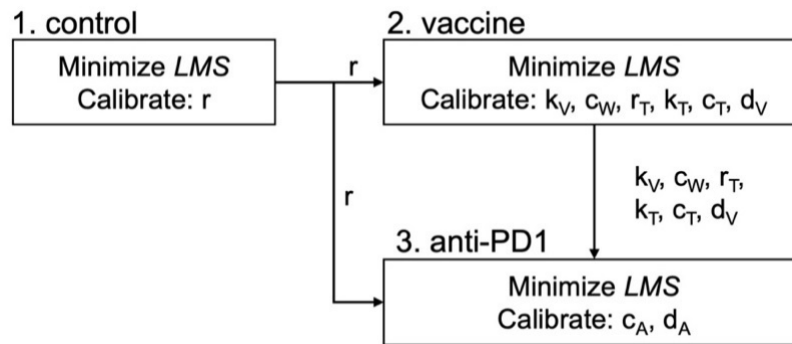 1. control
Minimize LMS
Calibrate: r
r
2. vaccine
Minimize LMS
Calibrate: kV, cW, rT, kT, cT, dV
r
kV, cW, rT,
kT, cT, dV
3. anti-PD1
Minimize LMS
Calibrate: cA, dA